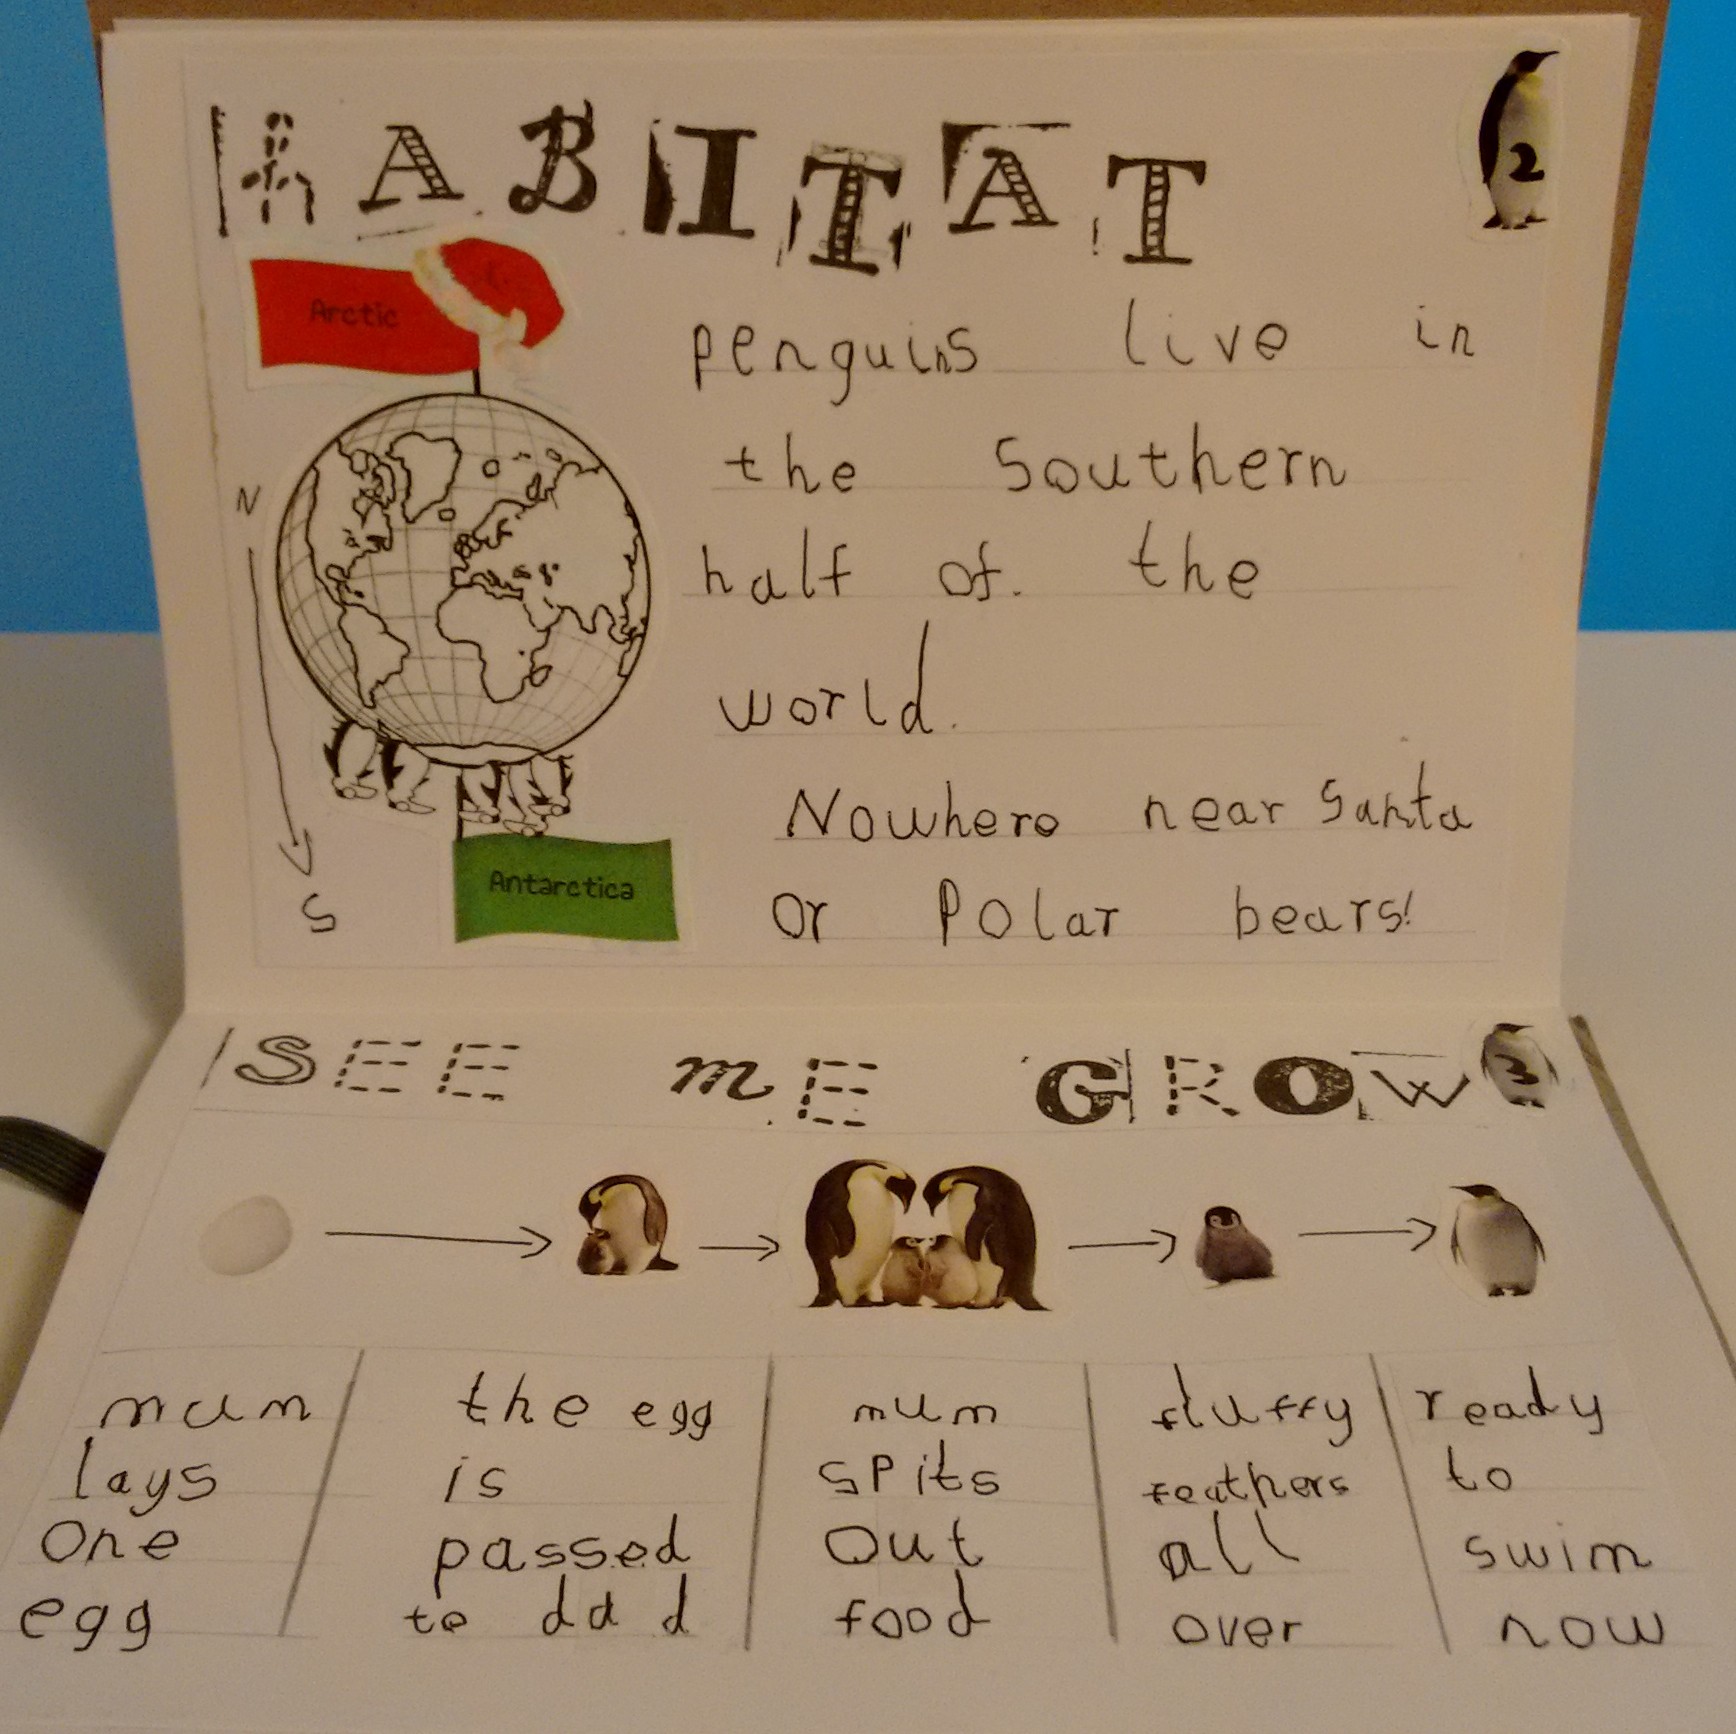 HABITAT
2
Arctic
penguins live in
the Southern
half of. the
world.
Nowhere near Santa
or Polar bears!
N
S
Antarctica
SEE ME GROW
3
mum
lays
one
egg
the egg
is
passed
to dad
mum
spits
out
food
fluffy
feathers
all
over
ready
to
swim
now